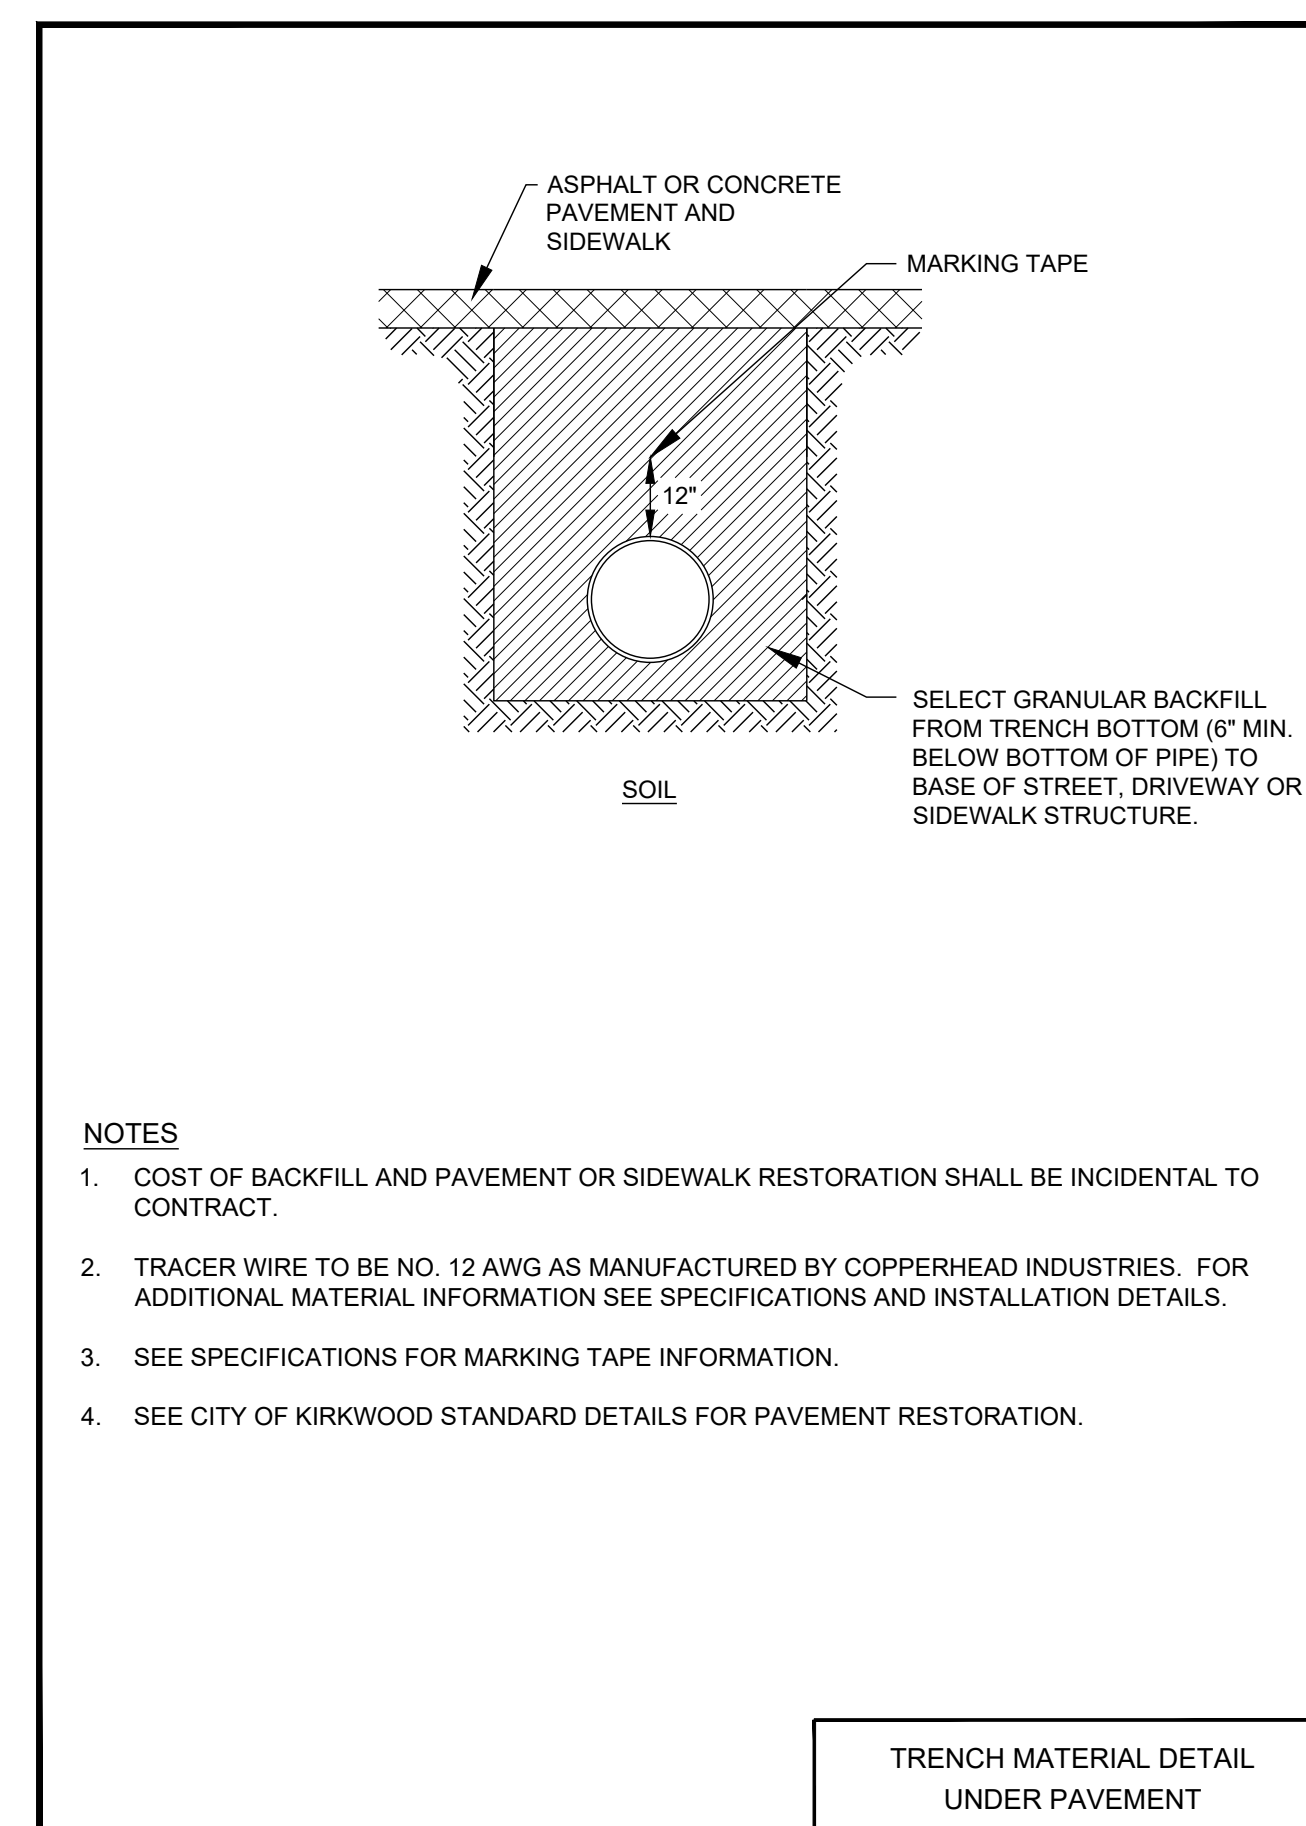 ASPHALT OR CONCRETE
PAVEMENT AND
SIDEWALK
MARKING TAPE
12"
SELECT GRANULAR BACKFILL
FROM TRENCH BOTTOM (6" MIN.
BELOW BOTTOM OF PIPE) TO
BASE OF STREET, DRIVEWAY OR
SIDEWALK STRUCTURE.
SOIL
NOTES
1. COST OF BACKFILL AND PAVEMENT OR SIDEWALK RESTORATION SHALL BE INCIDENTAL TO
CONTRACT.
2. TRACER WIRE TO BE NO. 12 AWG AS MANUFACTURED BY COPPERHEAD INDUSTRIES. FOR
ADDITIONAL MATERIAL INFORMATION SEE SPECIFICATIONS AND INSTALLATION DETAILS.
3. SEE SPECIFICATIONS FOR MARKING TAPE INFORMATION.
4. SEE CITY OF KIRKWOOD STANDARD DETAILS FOR PAVEMENT RESTORATION.
TRENCH MATERIAL DETAIL
UNDER PAVEMENT